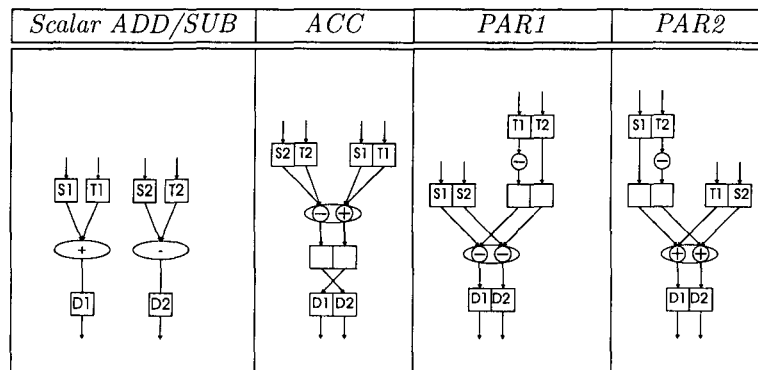 Scalar ADD/SUB
ACC
PAR1
PAR2
S1 T1 S2 T2
+ -
D1 D2
S2 T2 S1 T1
− +
D1 D2
T1 T2
−
S1 S2
− −
D1 D2
S1 T2
−
T1 S2
+ +
D1 D2